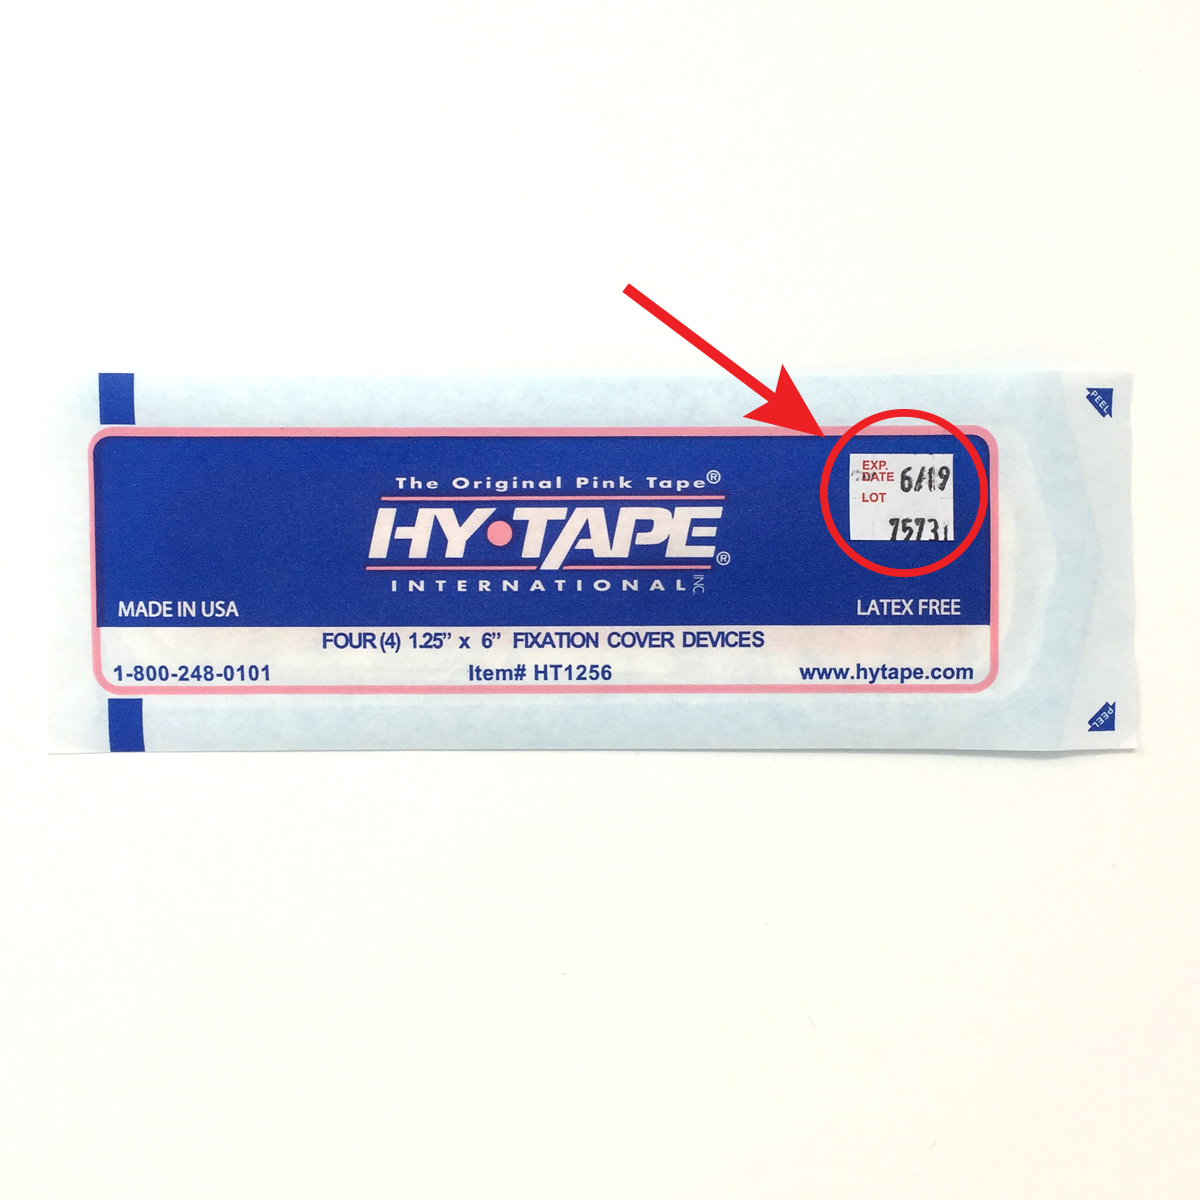 PEEL
The Original Pink Tape®
HY•TAPE®
INTERNATIONAL INC
EXP. DATE 6/19
LOT
MADE IN USA
LATEX FREE
FOUR (4) 1.25” x 6” FIXATION COVER DEVICES
1-800-248-0101 Item# HT1256 www.hytape.com
PEEL